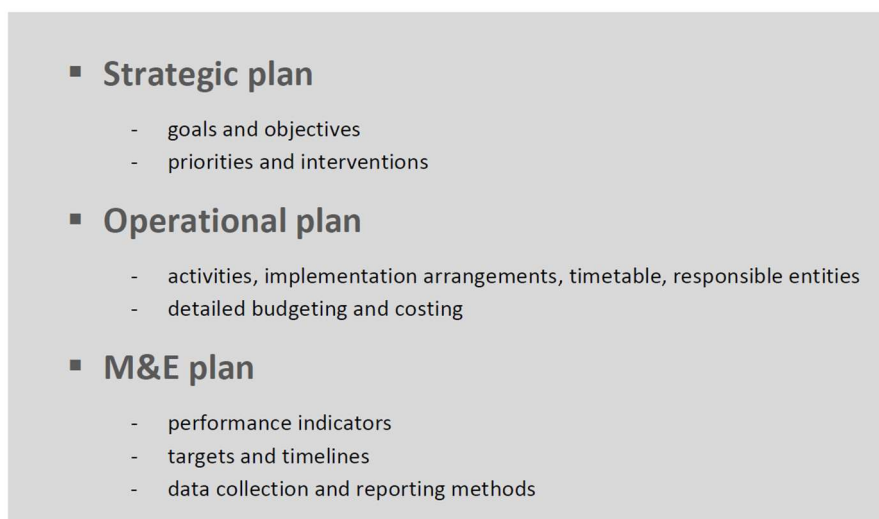 ▪ Strategic plan
- goals and objectives
- priorities and interventions
▪ Operational plan
- activities, implementation arrangements, timetable, responsible entities
- detailed budgeting and costing
▪ M&E plan
- performance indicators
- targets and timelines
- data collection and reporting methods